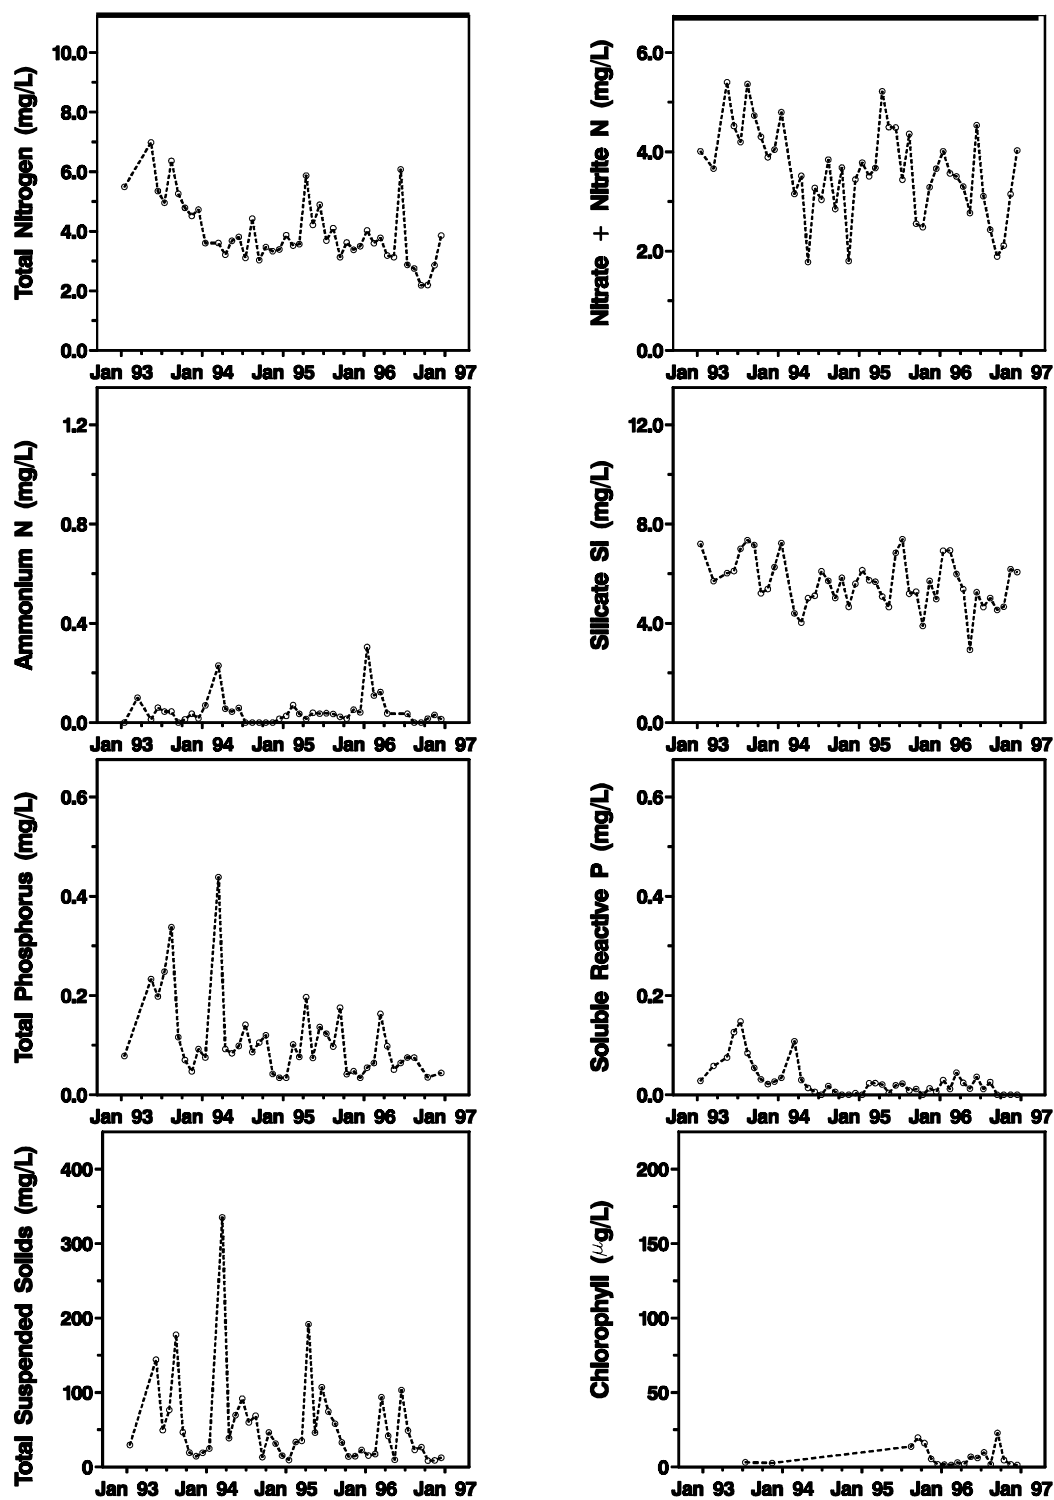 Total Nitrogen (mg/L)
10.0
8.0
6.0
4.0
2.0
0.0
Jan 93 Jan 94 Jan 95 Jan 96 Jan 97
Nitrate + Nitrite N (mg/L)
6.0
4.0
2.0
0.0
Jan 93 Jan 94 Jan 95 Jan 96 Jan 97
Ammonium N (mg/L)
1.2
0.8
0.4
0.0
Jan 93 Jan 94 Jan 95 Jan 96 Jan 97
Silicate Si (mg/L)
12.0
8.0
4.0
0.0
Jan 93 Jan 94 Jan 95 Jan 96 Jan 97
Total Phosphorus (mg/L)
0.6
0.4
0.2
0.0
Jan 93 Jan 94 Jan 95 Jan 96 Jan 97
Soluble Reactive P (mg/L)
0.6
0.4
0.2
0.0
Jan 93 Jan 94 Jan 95 Jan 96 Jan 97
Total Suspended Solids (mg/L)
400
300
200
100
0
Jan 93 Jan 94 Jan 95 Jan 96 Jan 97
Chlorophyll (μg/L)
200
150
100
50
0
Jan 93 Jan 94 Jan 95 Jan 96 Jan 97